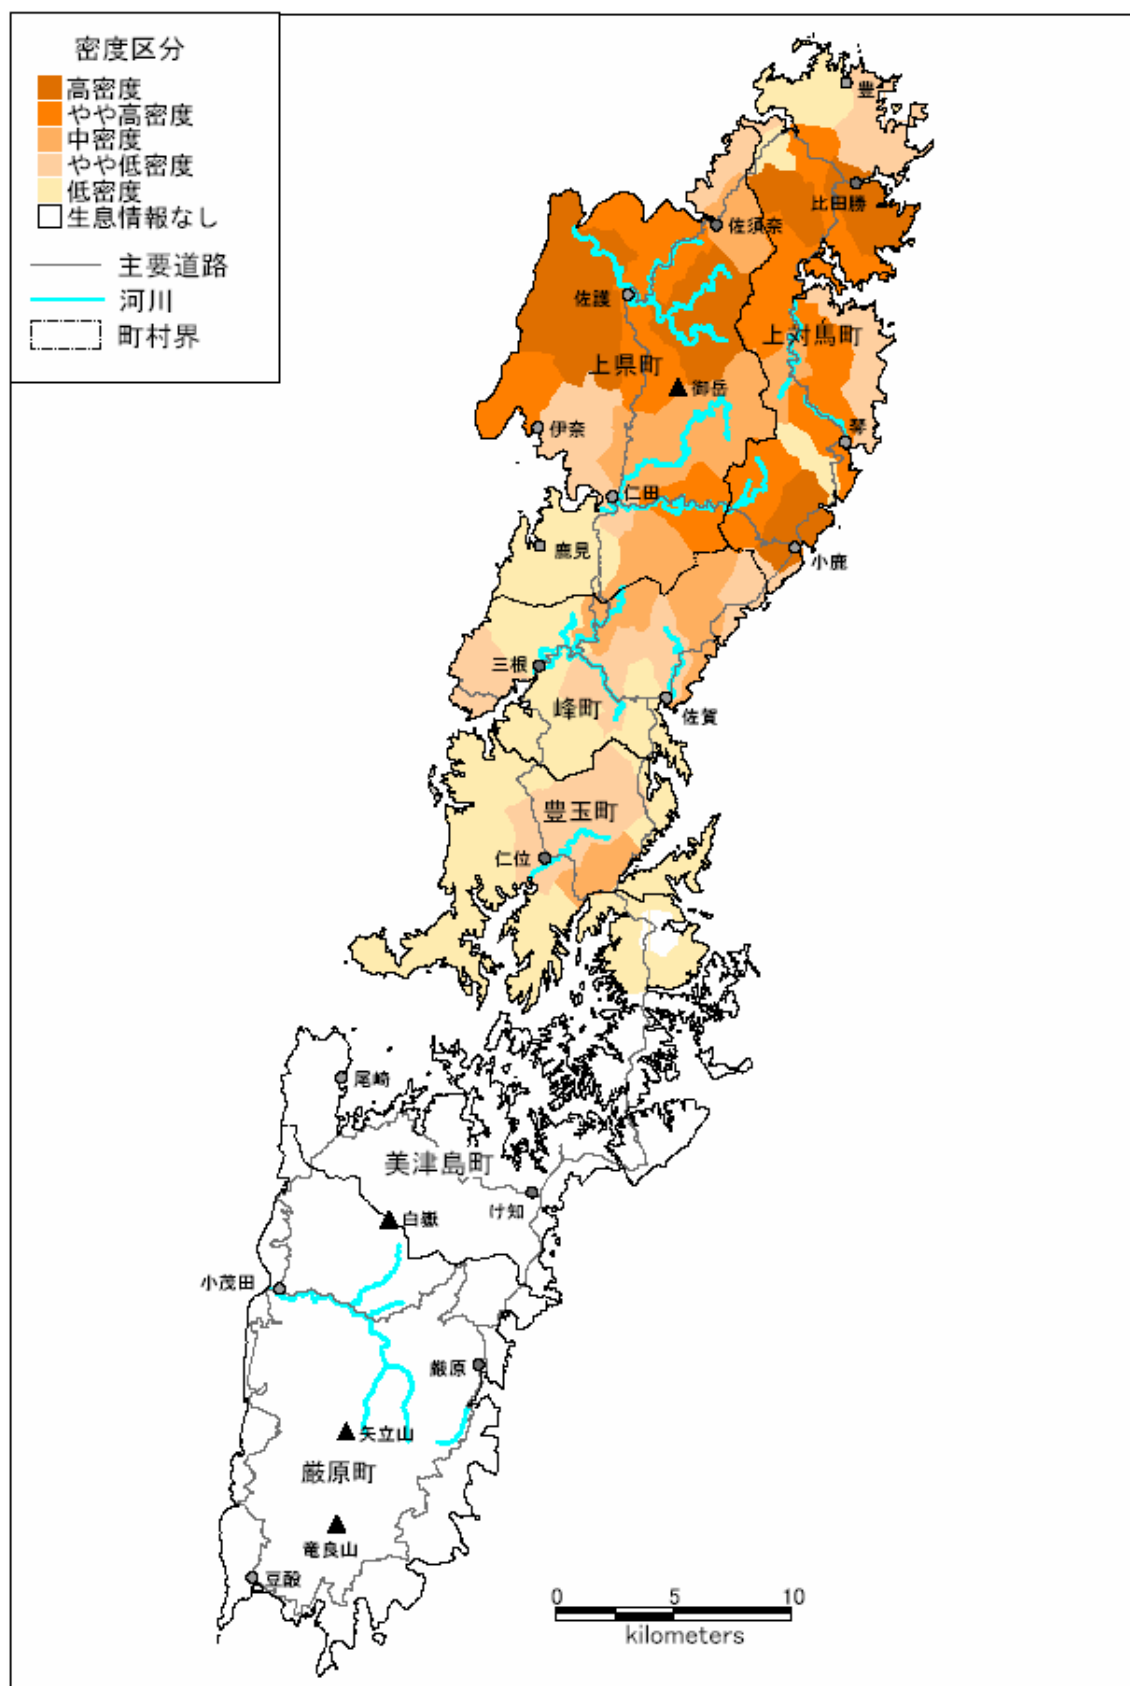 密度区分
高密度
やや高密度
中密度
やや低密度
低密度
生息情報なし
主要道路
河川
町村界
豊
比田勝
佐須奈
佐護
上対馬町
上県町
御岳
伊奈
琴
仁田
鹿見
小鹿
三根
峰町
佐賀
豊玉町
仁位
尾崎
美津島町
け知
白嶽
小茂田
厳原
矢立山
厳原町
竜良山
豆酘
0 5 10
kilometers